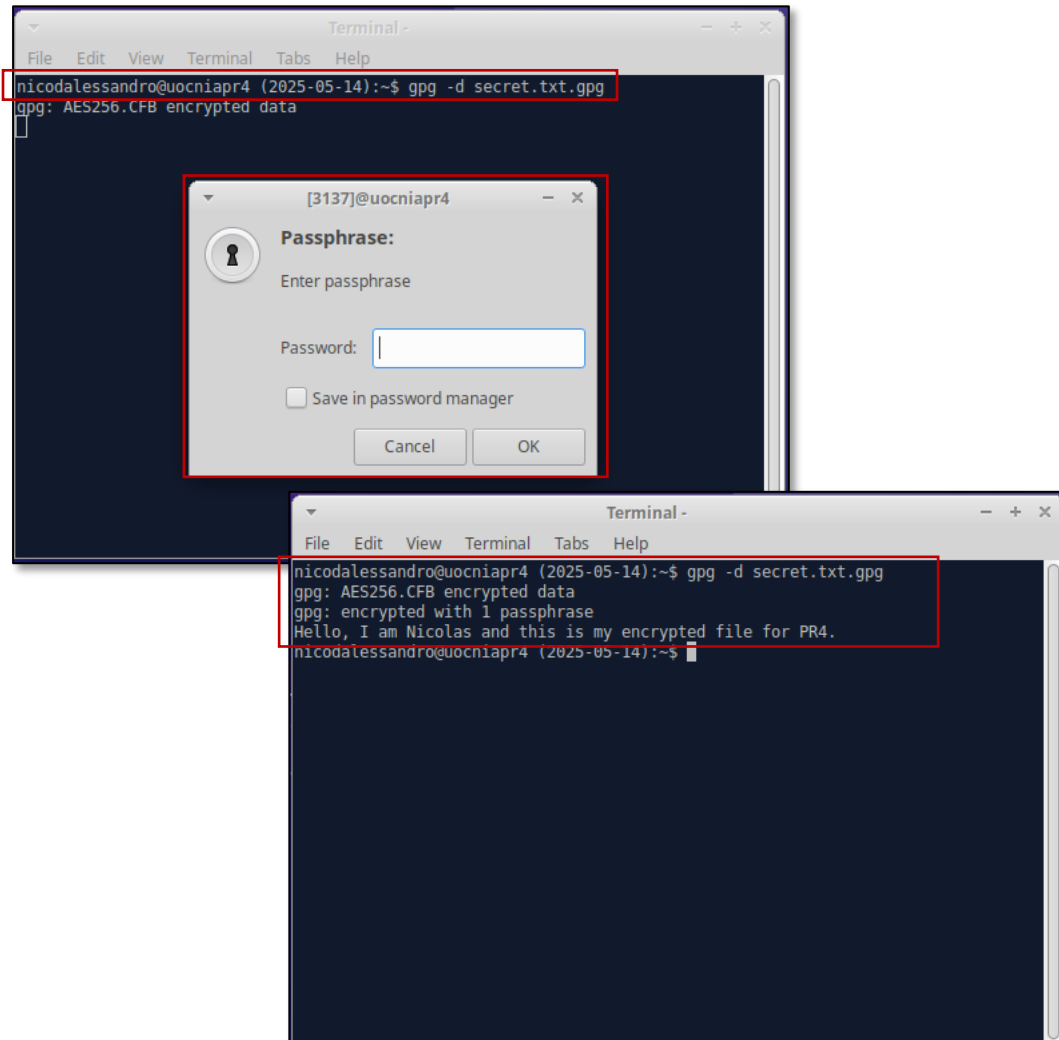 Terminal -
File Edit View Terminal Tabs Help
nicodalessandro@uocniapr4 (2025-05-14):~$ gpg -d secret.txt.gpg
gpg: AES256.CFB encrypted data
[3137]@uocniapr4
Passphrase:
Enter passphrase
Password:
Save in password manager
Cancel OK
Terminal -
File Edit View Terminal Tabs Help
nicodalessandro@uocniapr4 (2025-05-14):~$ gpg -d secret.txt.gpg
gpg: AES256.CFB encrypted data
gpg: encrypted with 1 passphrase
Hello, I am Nicolas and this is my encrypted file for PR4.
nicodalessandro@uocniapr4 (2025-05-14):~$